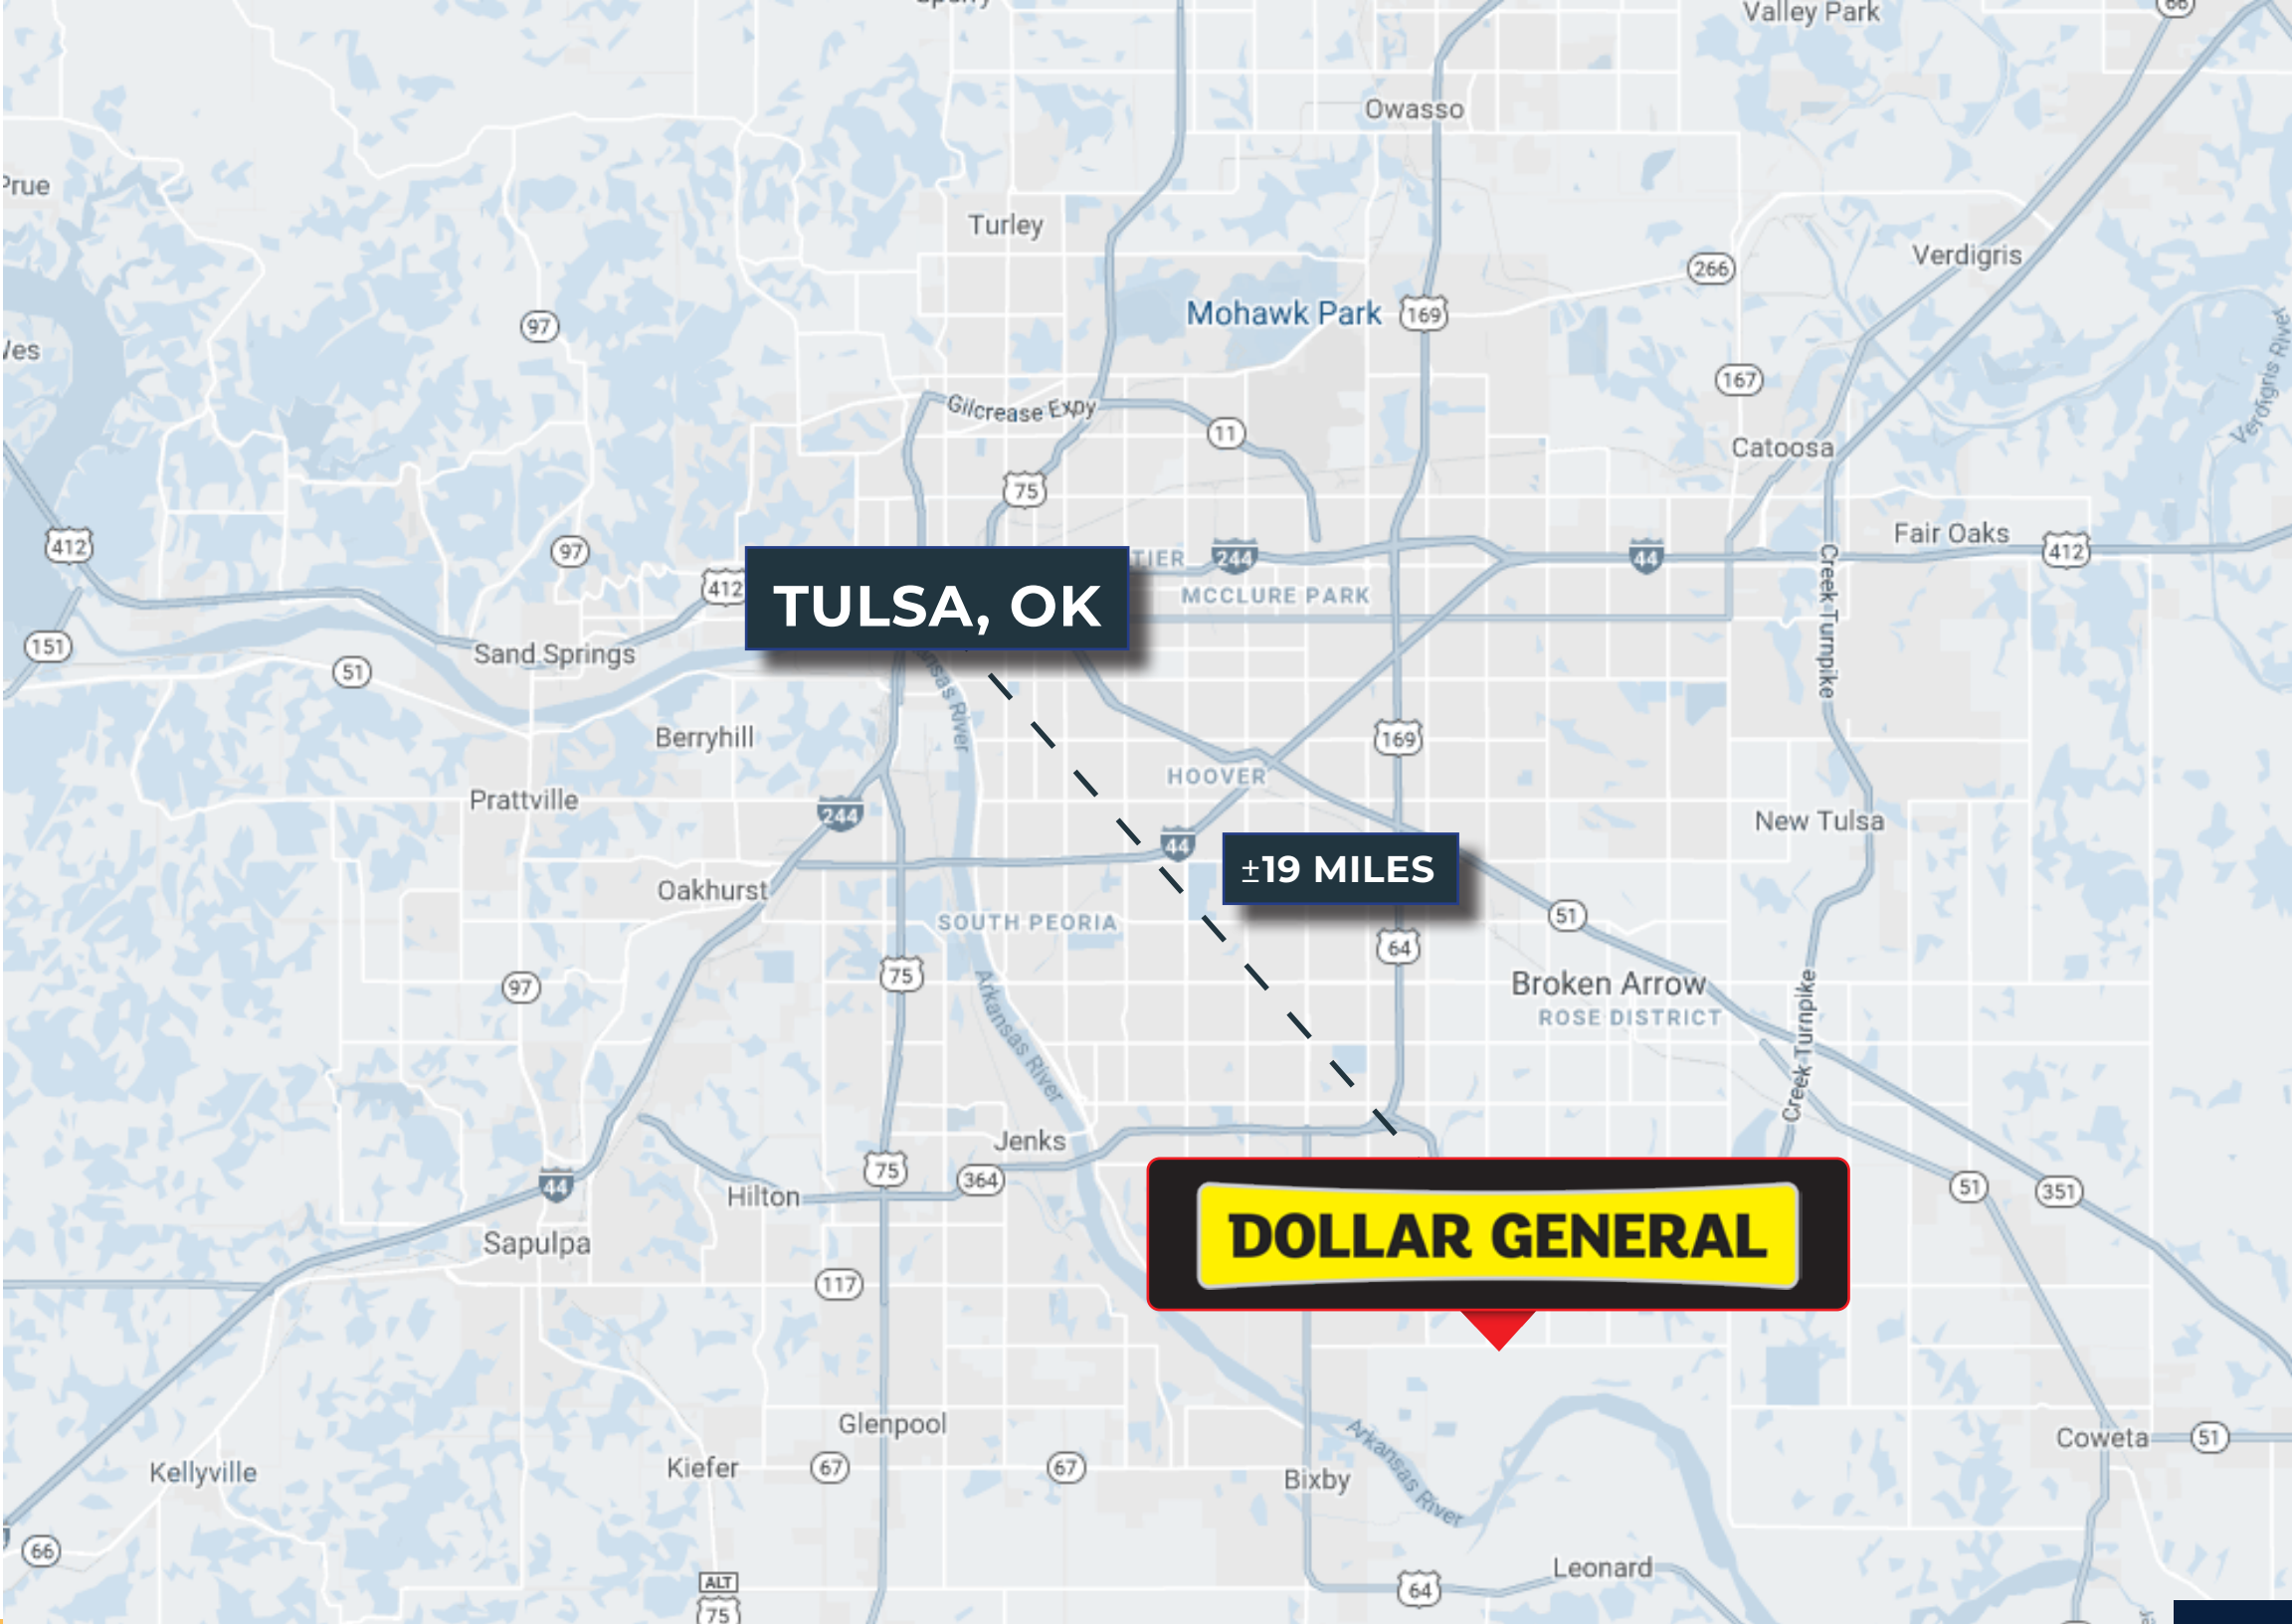 Valley Park
66
Owasso
Prue
Turley
Verdigris
266
Mohawk Park
169
97
167
Verdigris River
Gilcrease Expy
11
Catoosa
75
412
97
TIER
244
44
Fair Oaks
412
412
TULSA, OK
MCCLURE PARK
Creek Turnpike
151
51
Sand Springs
Arkansas River
Berryhill
169
HOOVER
Prattville
244
New Tulsa
44
±19 MILES
Oakhurst
51
SOUTH PEORIA
64
75
97
Broken Arrow
ROSE DISTRICT
Arkansas River
Creek Turnpike
Jenks
75
364
44
Hilton
51
351
Sapulpa
DOLLAR GENERAL
117
Glenpool
Arkansas River
Coweta
51
Kellyville
Kiefer
67
67
Bixby
66
Leonard
ALT
75
64